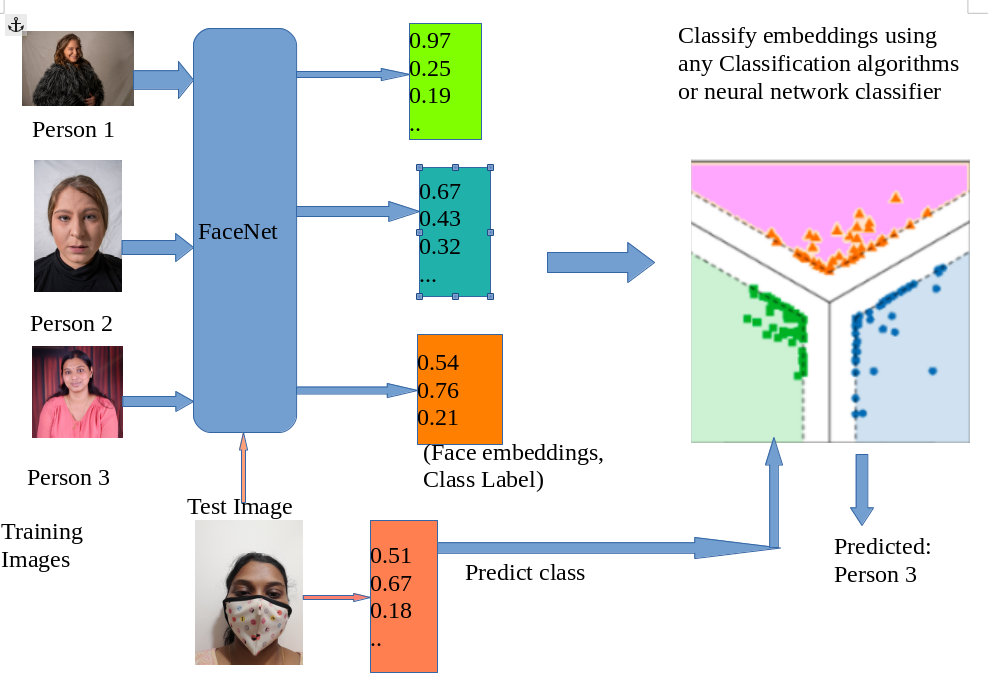 Person 1
Person 2
Person 3
Training
Images
FaceNet
Test Image
0.97
0.25
0.19
..
0.67
0.43
0.32
...
0.54
0.76
0.21
(Face embeddings,
Class Label)
0.51
0.67
0.18
..
Predict class
Classify embeddings using
any Classification algorithms
or neural network classifier
Predicted:
Person 3